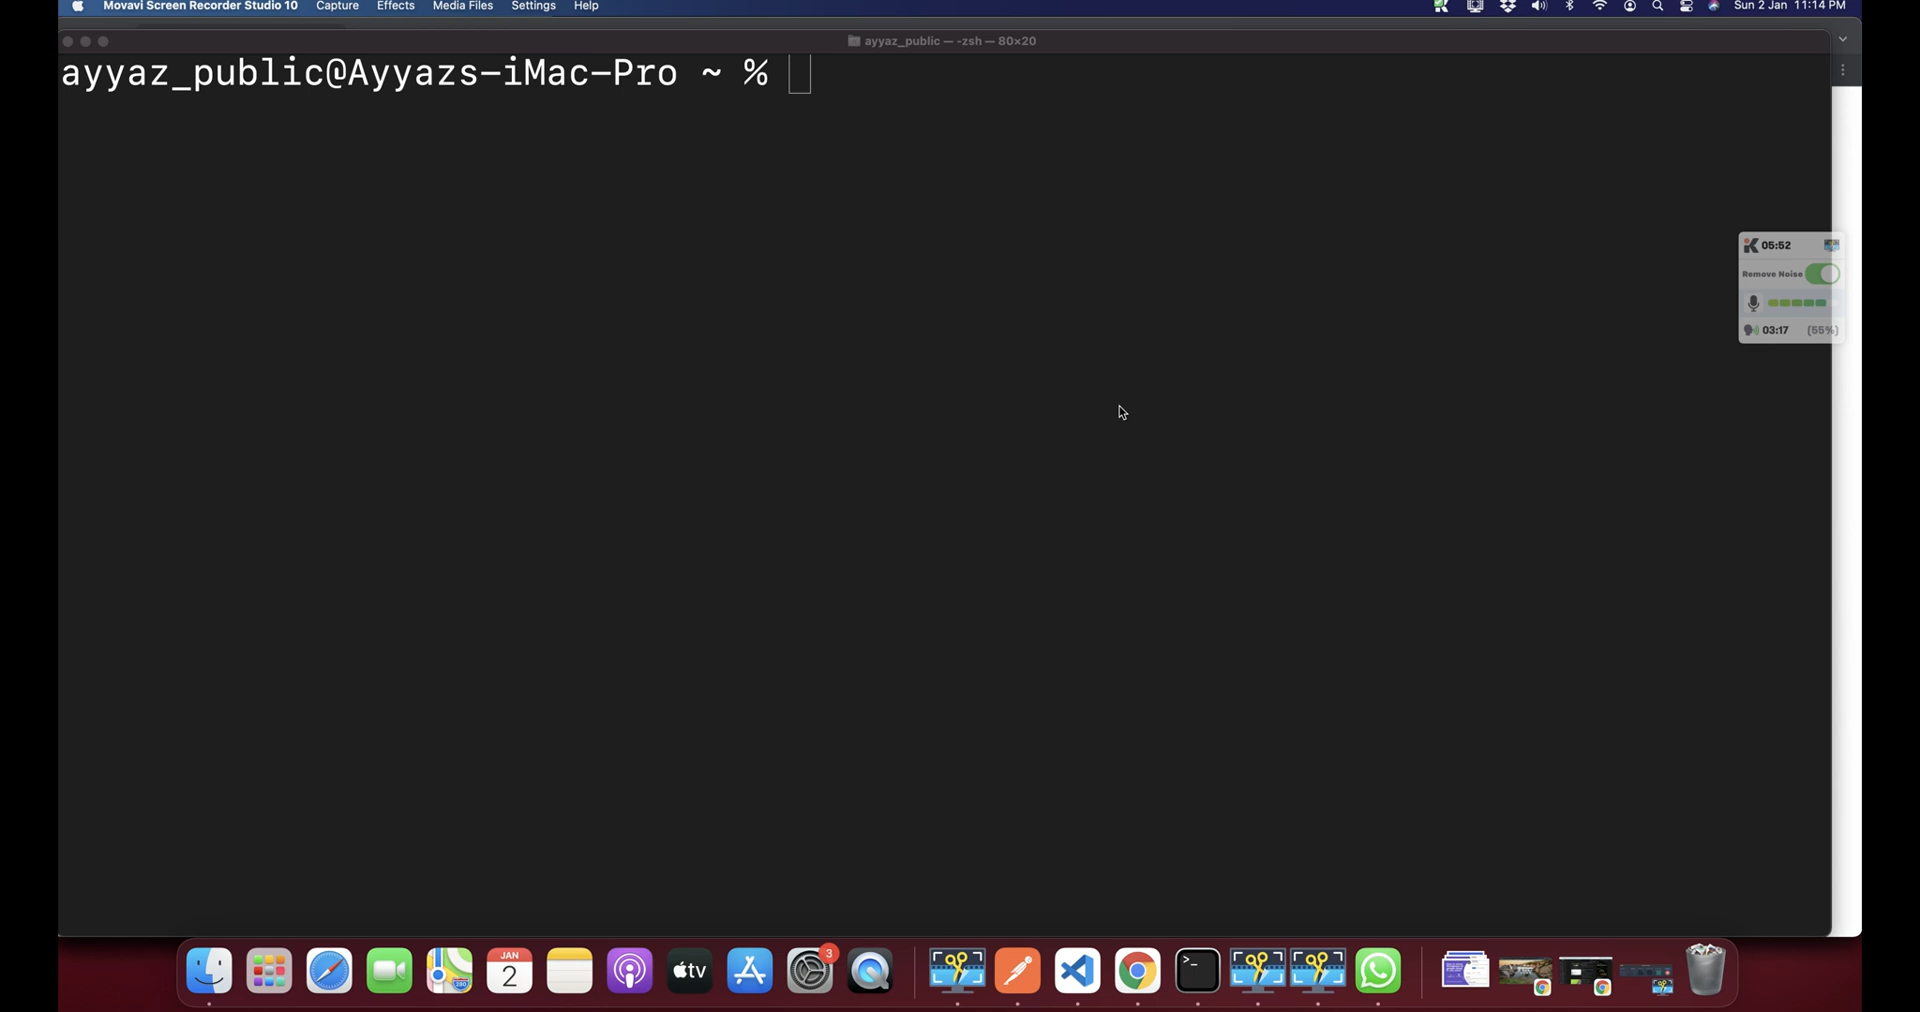 Movavi Screen Recorder Studio 10 Capture Effects Media Files Settings Help Sun 2 Jan 11:14 PM
ayyaz_public — -zsh — 80×20
ayyaz_public@Ayyazs-iMac-Pro ~ %
05:52
Remove Noise
03:17 (55%)
JAN
2
tv
3
>_